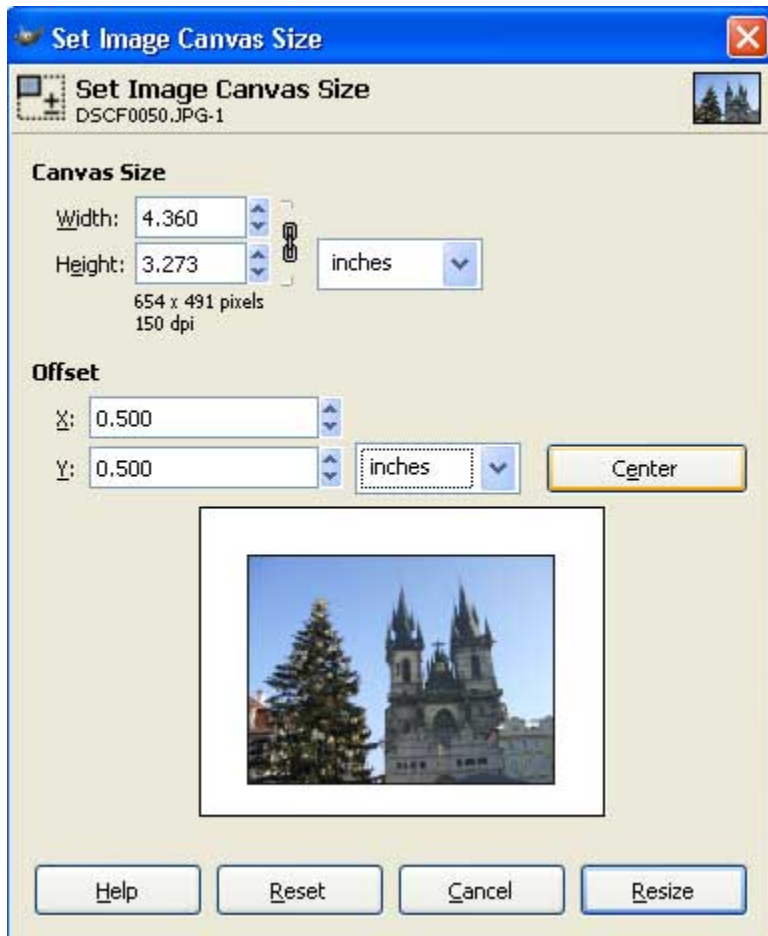 Set Image Canvas Size
Set Image Canvas Size
DSCF0050.JPG-1
Canvas Size
Width: 4.360
Height: 3.273 inches
654 x 491 pixels
150 dpi
Offset
X: 0.500
Y: 0.500 inches Center
Help Reset Cancel Resize